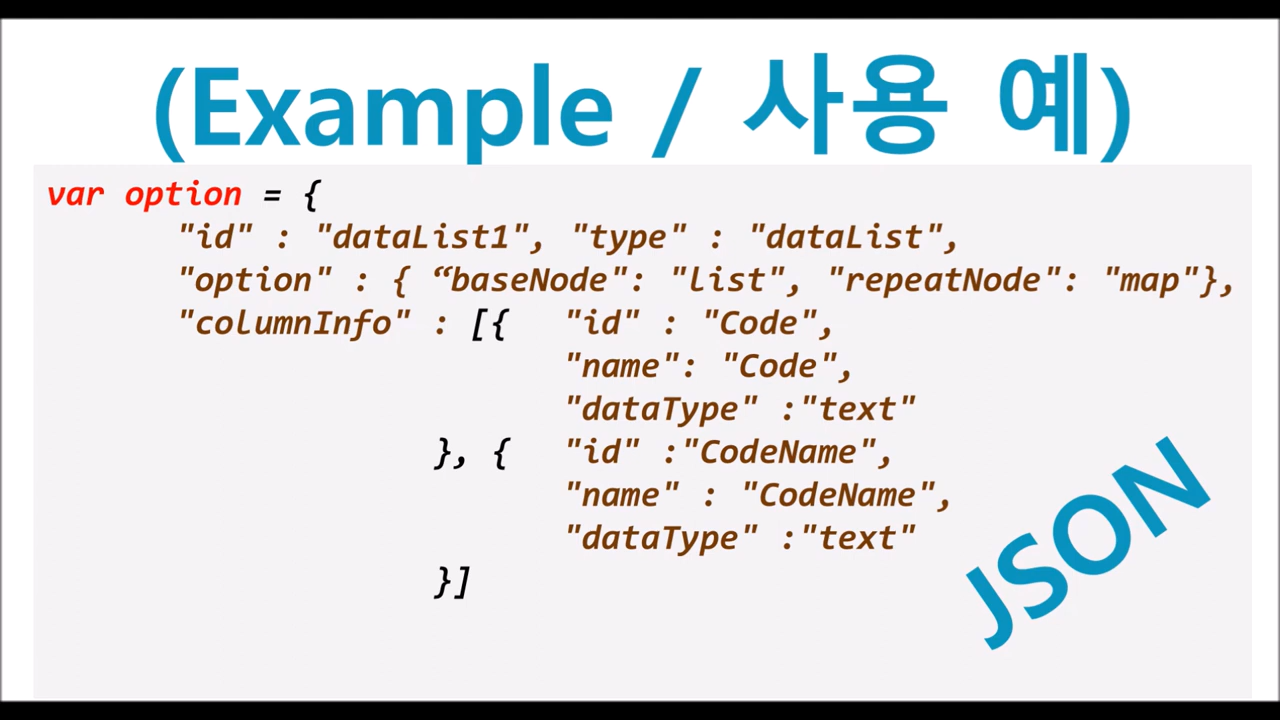 (Example / 사용 예)
var option = {
"id" : "dataList1", "type" : "dataList",
"option" : { “baseNode": "list", "repeatNode": "map"},
"columnInfo" : [{ "id" : "Code",
"name": "Code",
"dataType" :"text"
}, { "id" :"CodeName",
"name" : "CodeName",
"dataType" :"text"
}]
JSON